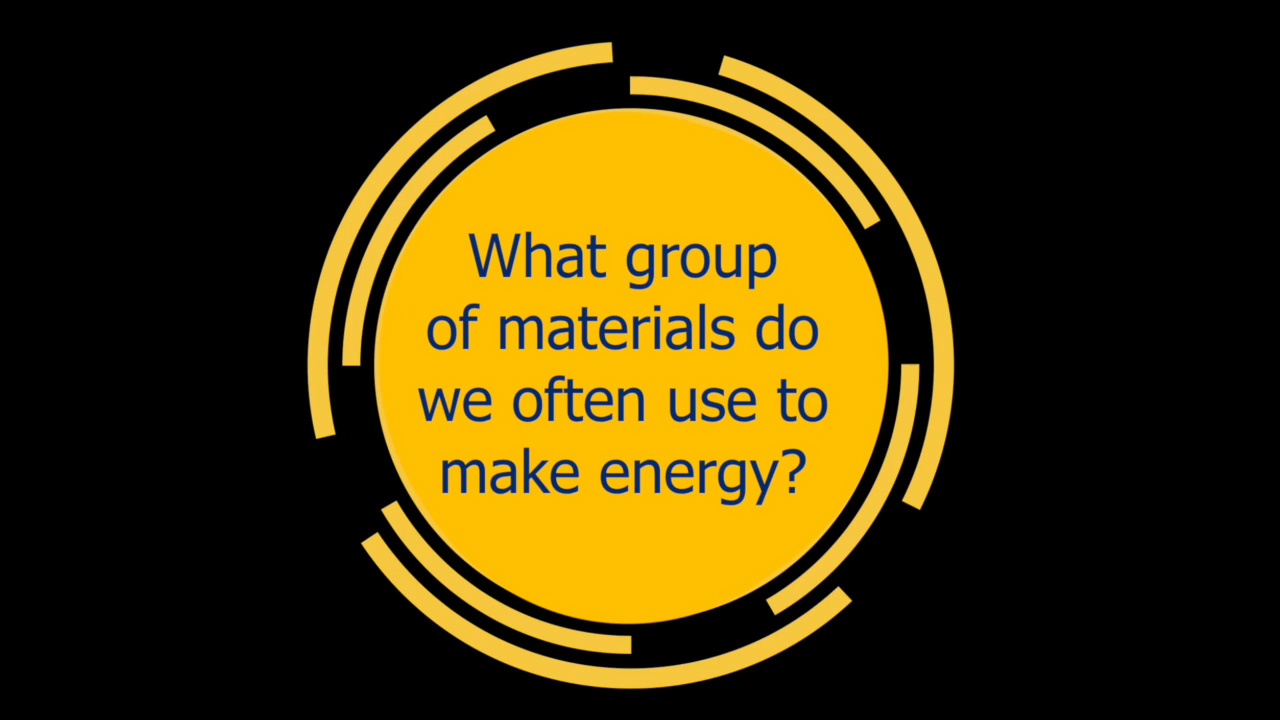 What group
of materials do
we often use to
make energy?